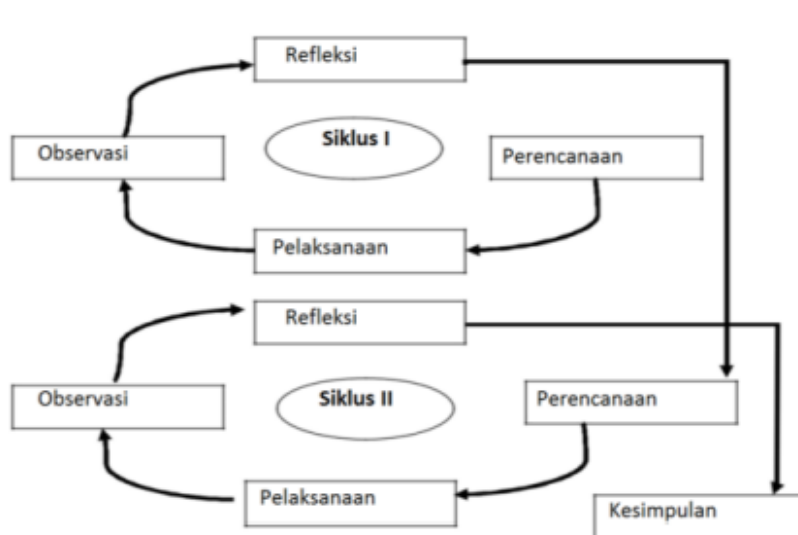 Refleksi
Siklus I
Observasi
Perencanaan
Pelaksanaan
Refleksi
Siklus II
Observasi
Perencanaan
Pelaksanaan
Kesimpulan